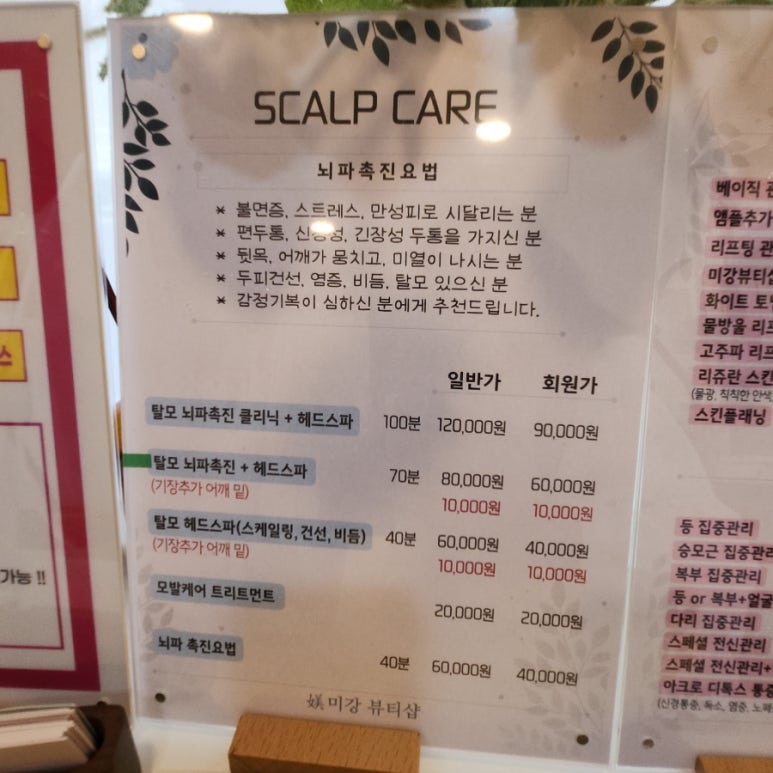 SCALP CARE
뇌파촉진요법
* 불면증, 스트레스, 만성피로 시달리는 분
* 편두통, 신경성, 긴장성 두통을 가지신 분
* 뒷목, 어깨가 뭉치고, 미열이 나시는 분
* 두피건선, 염증, 비듬, 탈모 있으신 분
* 감정기복이 심하신 분에게 추천드립니다.
일반가 회원가
탈모 뇌파촉진 클리닉 + 헤드스파 100분 120,000원 90,000원
탈모 뇌파촉진 + 헤드스파 70분 80,000원 60,000원
(기장추가 어깨 밑) 10,000원 10,000원
탈모 헤드스파(스케일링, 건선, 비듬) 40분 60,000원 40,000원
(기장추가 어깨 밑) 10,000원 10,000원
모발케어 트리트먼트 20,000원 20,000원
뇌파 촉진요법 40분 60,000원 40,000원
미강 뷰티샵
가능 !!
베이직
앰플추가
리프팅
미강뷰티샵
화이트
물방울
고주파
리쥬란
(물광, 칙칙한
스킨플래닝
등 집중관리
승모근 집중관리
복부 집중관리
등 or 복부+얼굴
다리 집중관리
스페셜 전신관리
스페셜 전신관리+
아크로 디톡스
(신경통증, 독소, 염증,